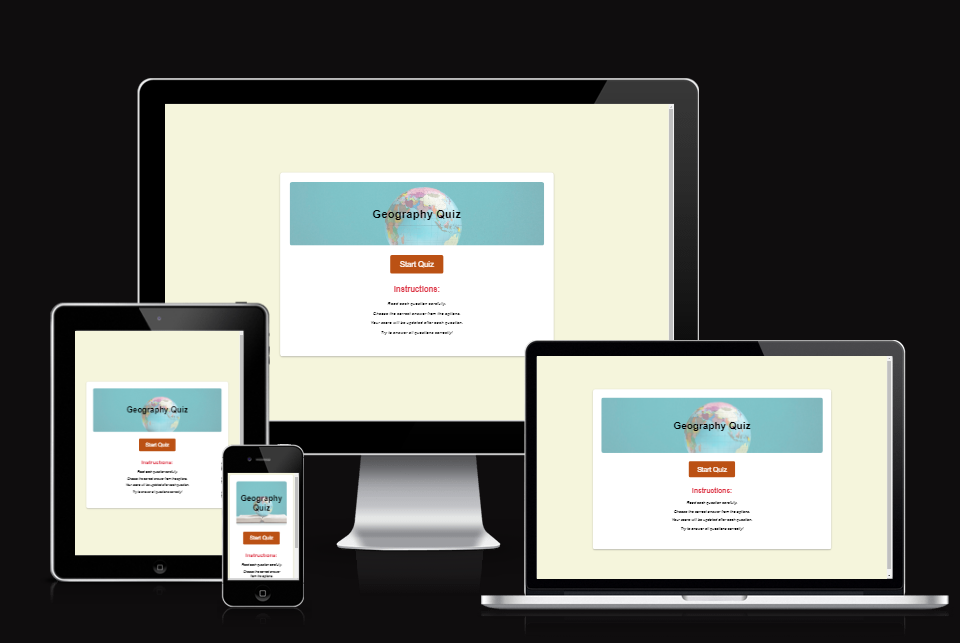 Geography Quiz
Start Quiz
Instructions:
Read each question carefully.
Choose the correct answer from the options.
Your score will be updated after each question.
Try to answer all questions correctly!
Geography Quiz
Start Quiz
Instructions:
Read each question carefully.
Choose the correct answer from the options.
Your score will be updated after each question.
Try to answer all questions correctly!
Geography
Quiz
Start Quiz
Instructions:
Read each question carefully.
Choose the correct answer
from the options.
Geography Quiz
Start Quiz
Instructions:
Read each question carefully.
Choose the correct answer from the options.
Your score will be updated after each question.
Try to answer all questions correctly!